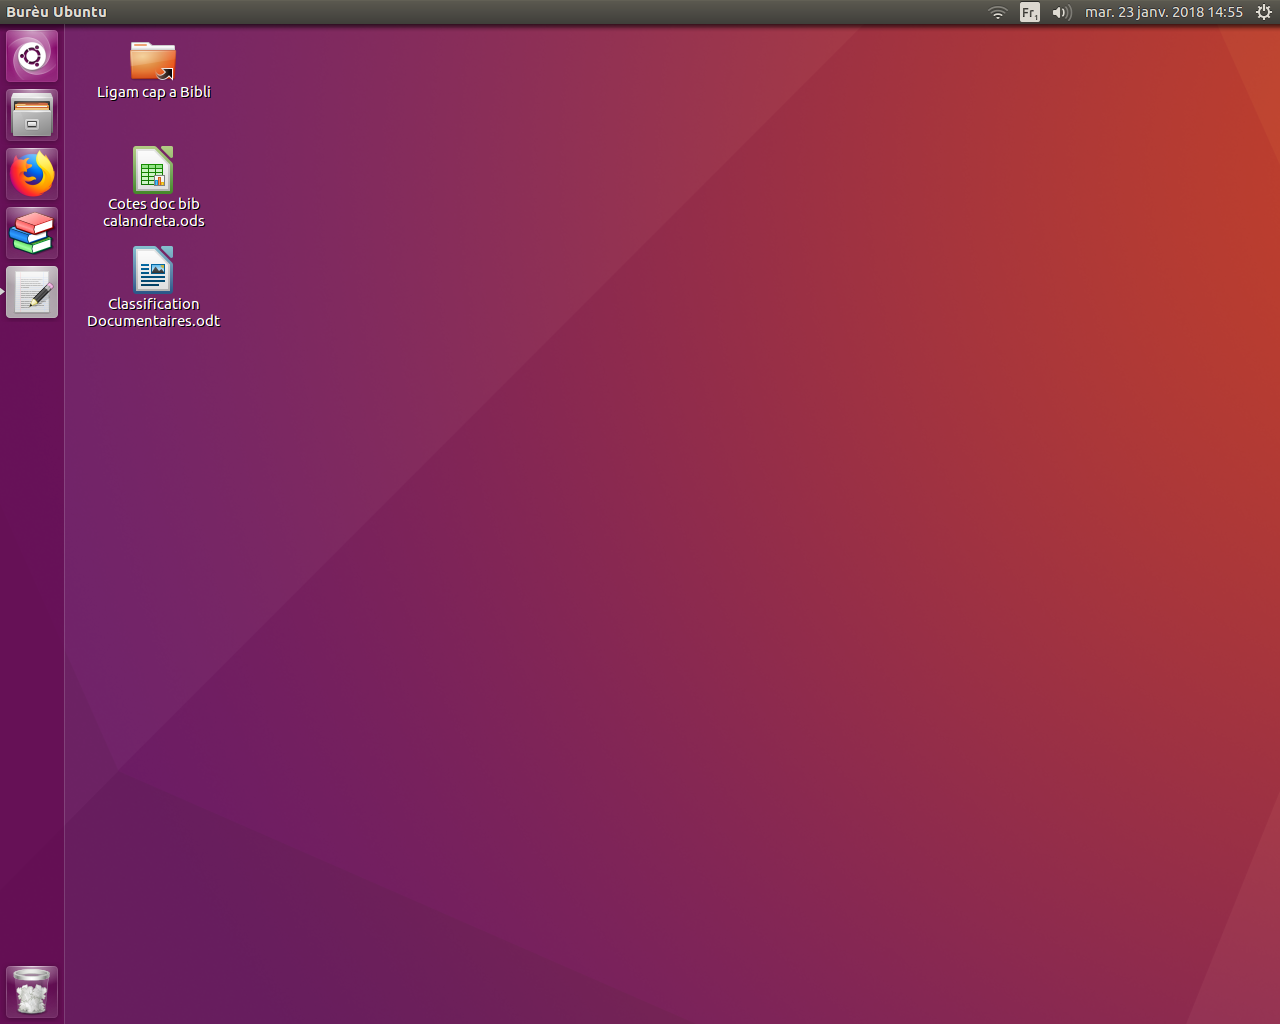 Burèu Ubuntu
Fr1
mar. 23 janv. 2018 14:55
Ligam cap a Bibli
Cotes doc bib
calandreta.ods
Classification
Documentaires.odt